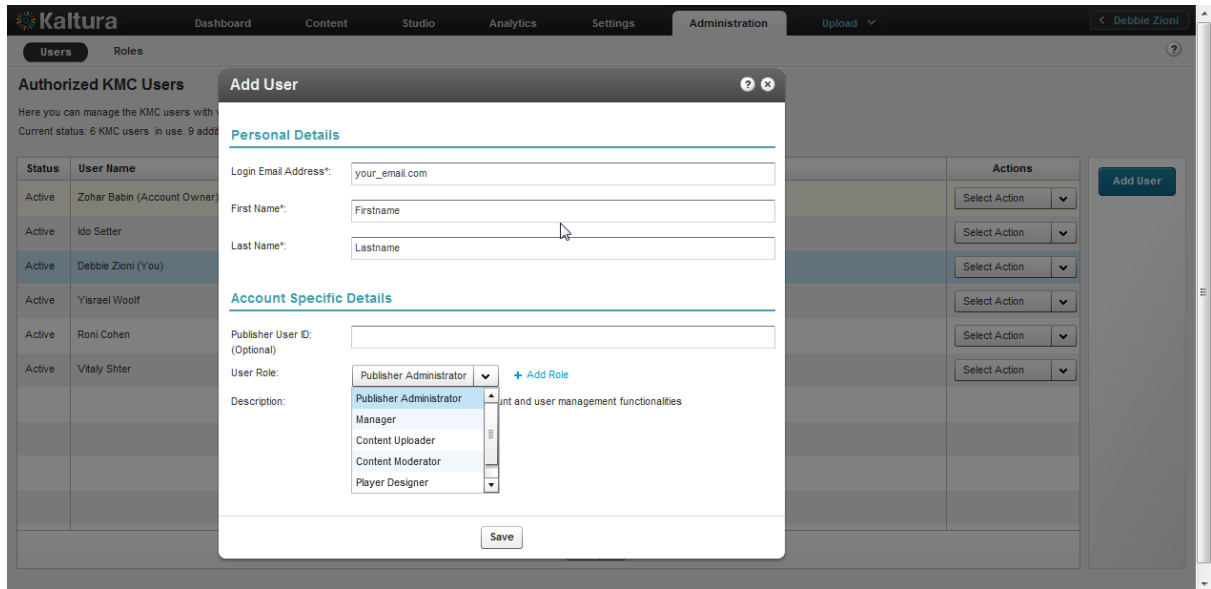 Kaltura
Dashboard Content Studio Analytics Settings Administration Upload Debbie Zioni
Users Roles ?
Authorized KMC Users
Here you can manage the KMC users with
Current status: 6 KMC users in use. 9 addit
Add User ?
Personal Details
Login Email Address*: your_email.com
First Name*: Firstname
Last Name*: Lastname
Account Specific Details
Publisher User ID:
(Optional)
User Role: Publisher Administrator + Add Role
Description: unt and user management functionalities
Publisher Administrator
Manager
Content Uploader
Content Moderator
Player Designer
Save
Status User Name Actions
Active Zohar Babin (Account Owner) Select Action
Active Ido Setter Select Action
Active Debbie Zioni (You) Select Action
Active Yisrael Woolf Select Action
Active Roni Cohen Select Action
Active Vitaly Shter Select Action
Add User